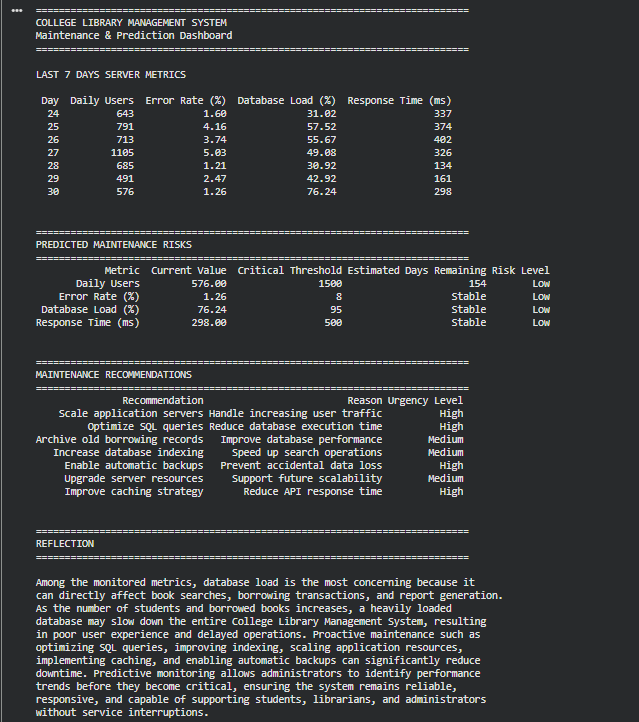 ================================================================================
COLLEGE LIBRARY MANAGEMENT SYSTEM
Maintenance & Prediction Dashboard
================================================================================
LAST 7 DAYS SERVER METRICS
Day Daily Users Error Rate (%) Database Load (%) Response Time (ms)
24 643 1.60 31.02 337
25 791 4.16 57.52 374
26 713 3.74 55.67 402
27 1105 5.03 49.08 326
28 685 1.21 30.92 134
29 491 2.47 42.92 161
30 576 1.26 76.24 298
================================================================================
PREDICTED MAINTENANCE RISKS
================================================================================
Metric Current Value Critical Threshold Estimated Days Remaining Risk Level
Daily Users 576.00 1500 154 Low
Error Rate (%) 1.26 8 Stable Low
Database Load (%) 76.24 95 Stable Low
Response Time (ms) 298.00 500 Stable Low
================================================================================
MAINTENANCE RECOMMENDATIONS
================================================================================
Recommendation Reason Urgency Level
Scale application servers Handle increasing user traffic High
Optimize SQL queries Reduce database execution time High
Archive old borrowing records Improve database performance Medium
Increase database indexing Speed up search operations Medium
Enable automatic backups Prevent accidental data loss High
Upgrade server resources Support future scalability Medium
Improve caching strategy Reduce API response time High
================================================================================
REFLECTION
================================================================================
Among the monitored metrics, database load is the most concerning because it
can directly affect book searches, borrowing transactions, and report generation.
As the number of students and borrowed books increases, a heavily loaded
database may slow down the entire College Library Management System, resulting
in poor user experience and delayed operations. Proactive maintenance such as
optimizing SQL queries, improving indexing, scaling application resources,
implementing caching, and enabling automatic backups can significantly reduce
downtime. Predictive monitoring allows administrators to identify performance
trends before they become critical, ensuring the system remains reliable,
responsive, and capable of supporting students, librarians, and administrators
without service interruptions.